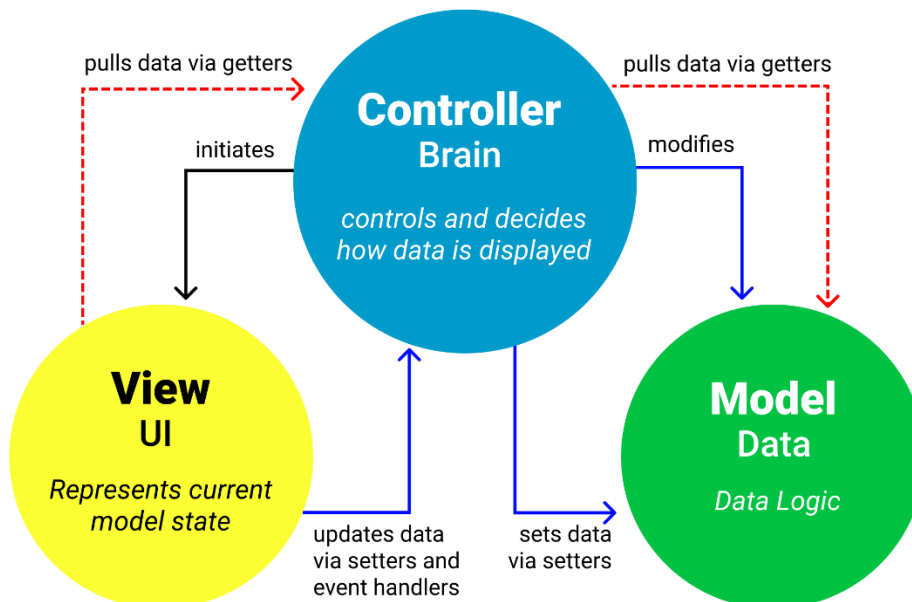 pulls data via getters
pulls data via getters
Controller
Brain
initiates
modifies
controls and decides
how data is displayed
View
UI
Represents current
model state
Model
Data
Data Logic
updates data
via setters and
event handlers
sets data
via setters